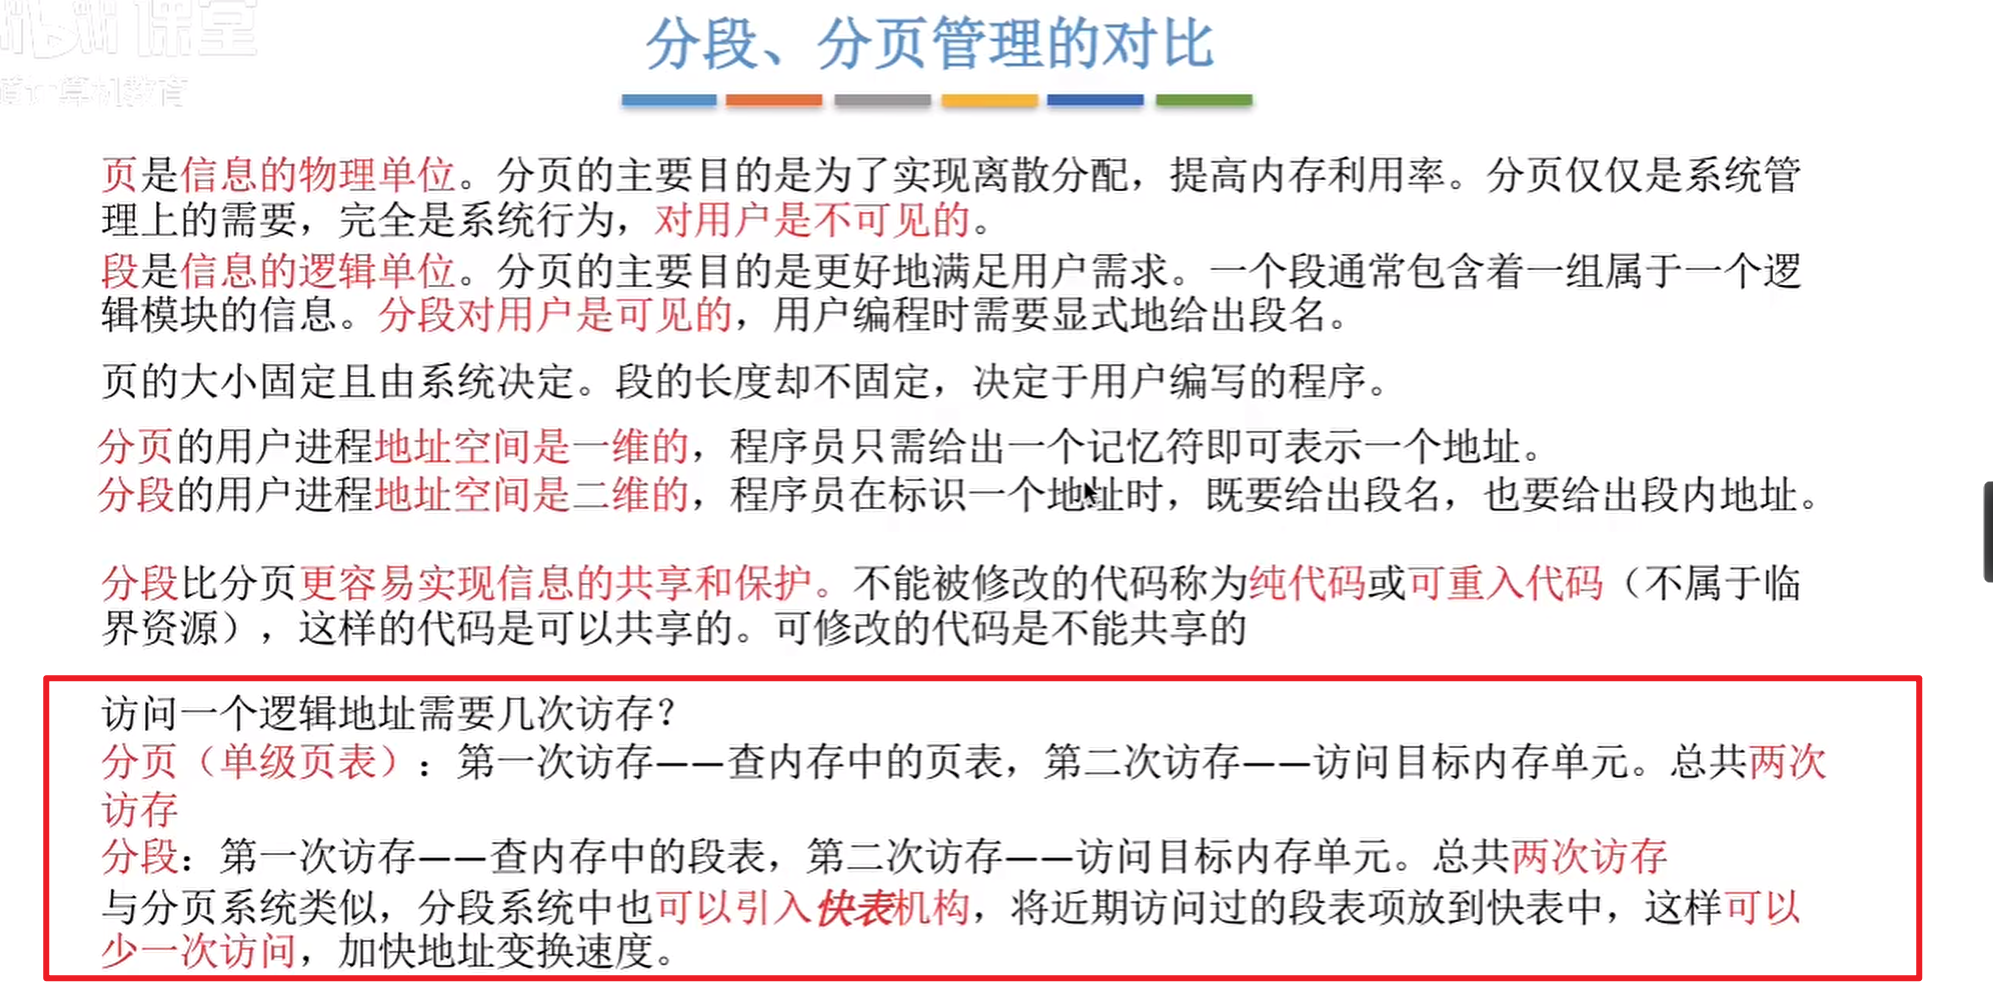 课堂
道计算机教育
分段、分页管理的对比
页是信息的物理单位。分页的主要目的是为了实现离散分配，提高内存利用率。分页仅仅是系统管
理上的需要，完全是系统行为，对用户是不可见的。
段是信息的逻辑单位。分页的主要目的是更好地满足用户需求。一个段通常包含着一组属于一个逻
辑模块的信息。分段对用户是可见的，用户编程时需要显式地给出段名。
页的大小固定且由系统决定。段的长度却不固定，决定于用户编写的程序。
分页的用户进程地址空间是一维的，程序员只需给出一个记忆符即可表示一个地址。
分段的用户进程地址空间是二维的，程序员在标识一个地址时，既要给出段名，也要给出段内地址。
分段比分页更容易实现信息的共享和保护。不能被修改的代码称为纯代码或可重入代码（不属于临
界资源），这样的代码是可以共享的。可修改的代码是不能共享的
访问一个逻辑地址需要几次访存？
分页（单级页表）：第一次访存——查内存中的页表，第二次访存——访问目标内存单元。总共两次
访存
分段：第一次访存——查内存中的段表，第二次访存——访问目标内存单元。总共两次访存
与分页系统类似，分段系统中也可以引入快表机构，将近期访问过的段表项放到快表中，这样可以
少一次访问，加快地址变换速度。